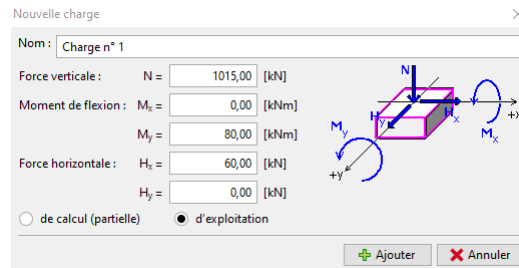 Nouvelle charge
Nom : Charge n° 1
Force verticale : N = 1015,00 [kN]
Moment de flexion : Mx = 0,00 [kNm]
My = 80,00 [kNm]
Force horizontale : Hx = 60,00 [kN]
Hy = 0,00 [kN]
de calcul (partielle) d'exploitation
N
Hy Hx +x
My Mx
+y
Ajouter Annuler